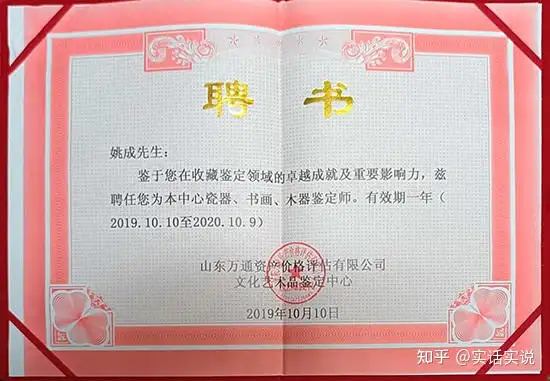 聘 书
姚成先生：
鉴于您在收藏鉴定领域的卓越成就及重要影响力，兹
聘任您为本中心瓷器、书画、木器鉴定师。有效期一年（
2019.10.10至2020.10.9）
山东万通资产价格评估有限公司
文化艺术品鉴定中心
2019年10月10日
知乎 @实话实说